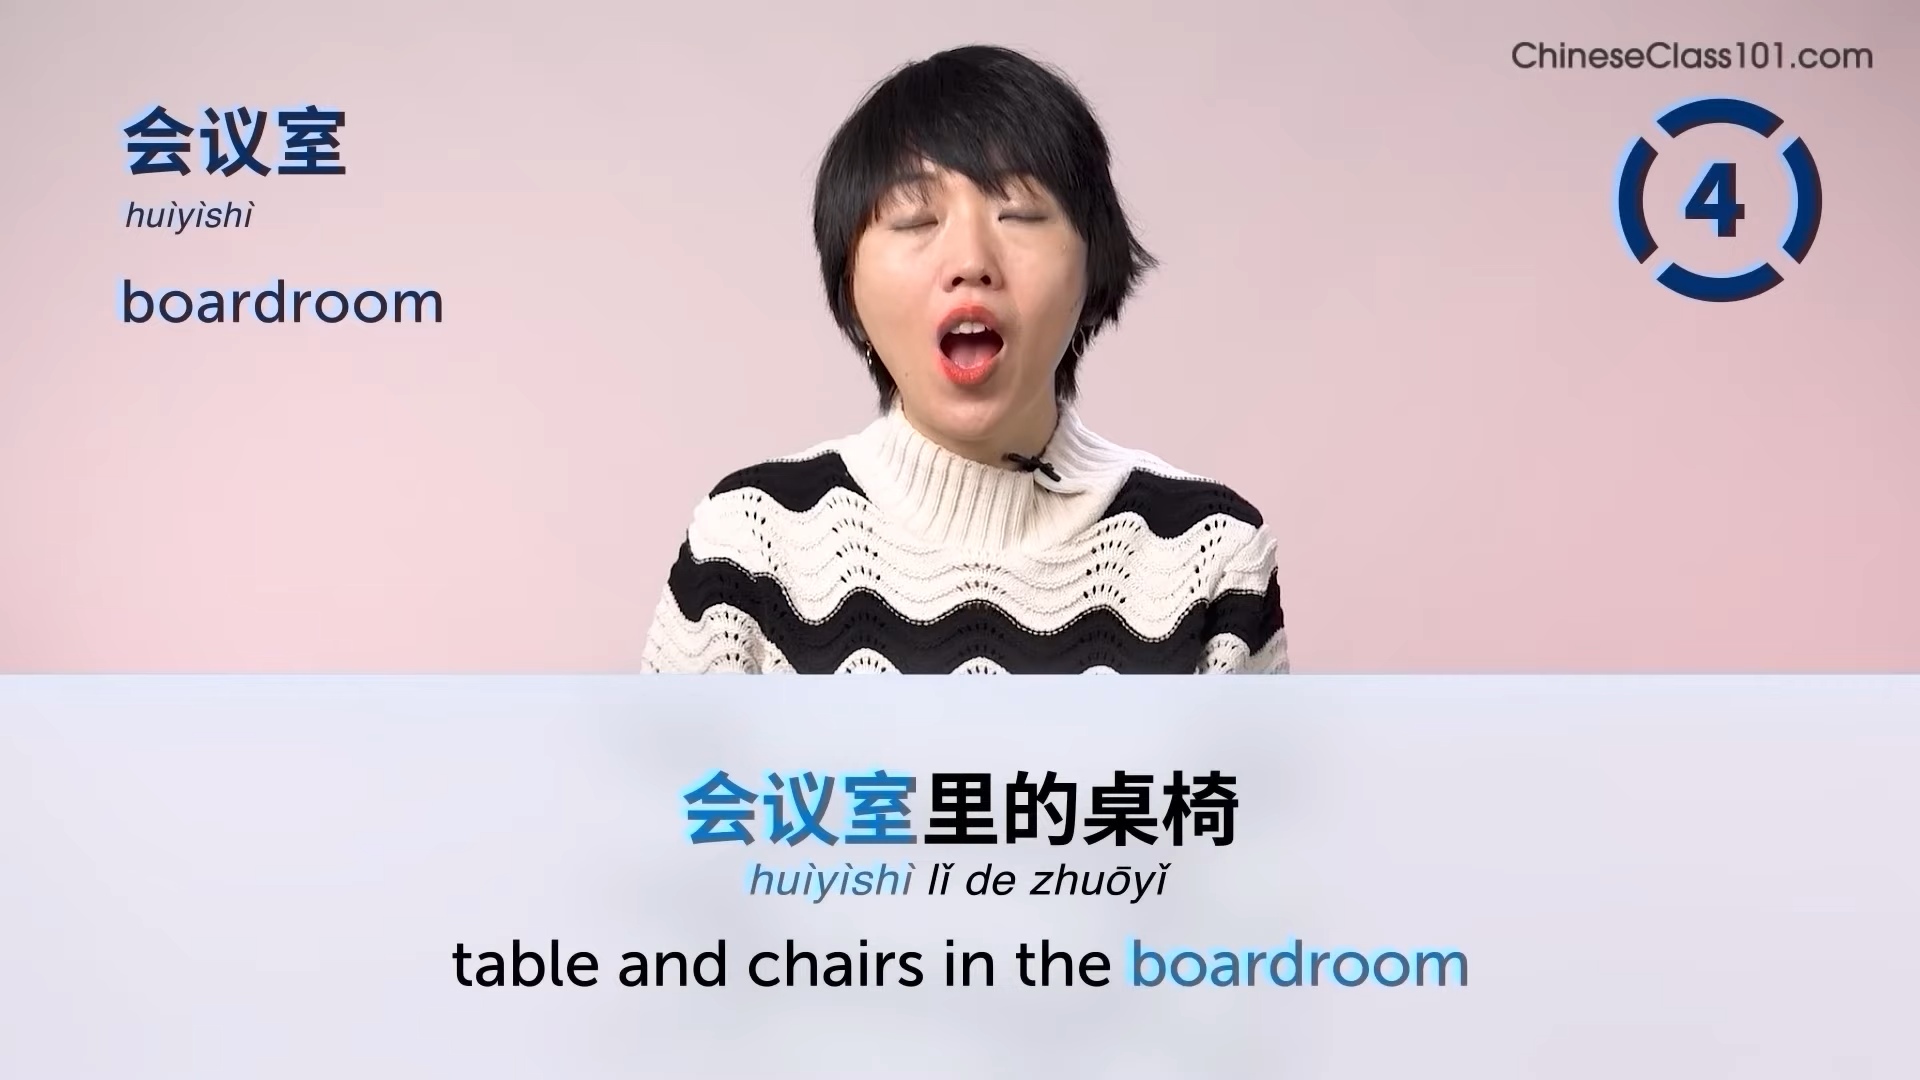 ChineseClass101.com
会议室
huìyìshì
boardroom
4
会议室里的桌椅
huìyìshì lǐ de zhuōyǐ
table and chairs in the boardroom